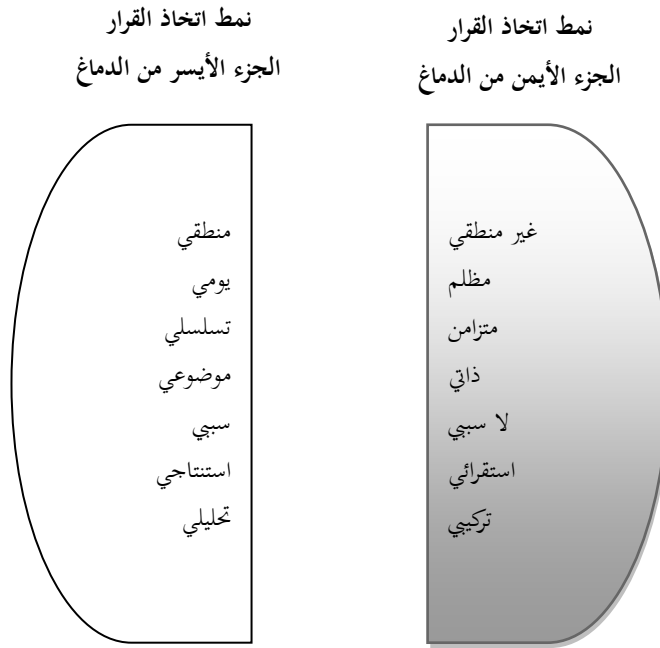 نمط اتخاذ القرار
الجزء الأيمن من الدماغ
غير منطقي
مظلم
متزامن
ذاتي
لا سببي
استقرائي
تركيبي
نمط اتخاذ القرار
الجزء الأيسر من الدماغ
منطقي
يومي
تسلسلي
موضوعي
سببي
استنتاجي
تحليلي